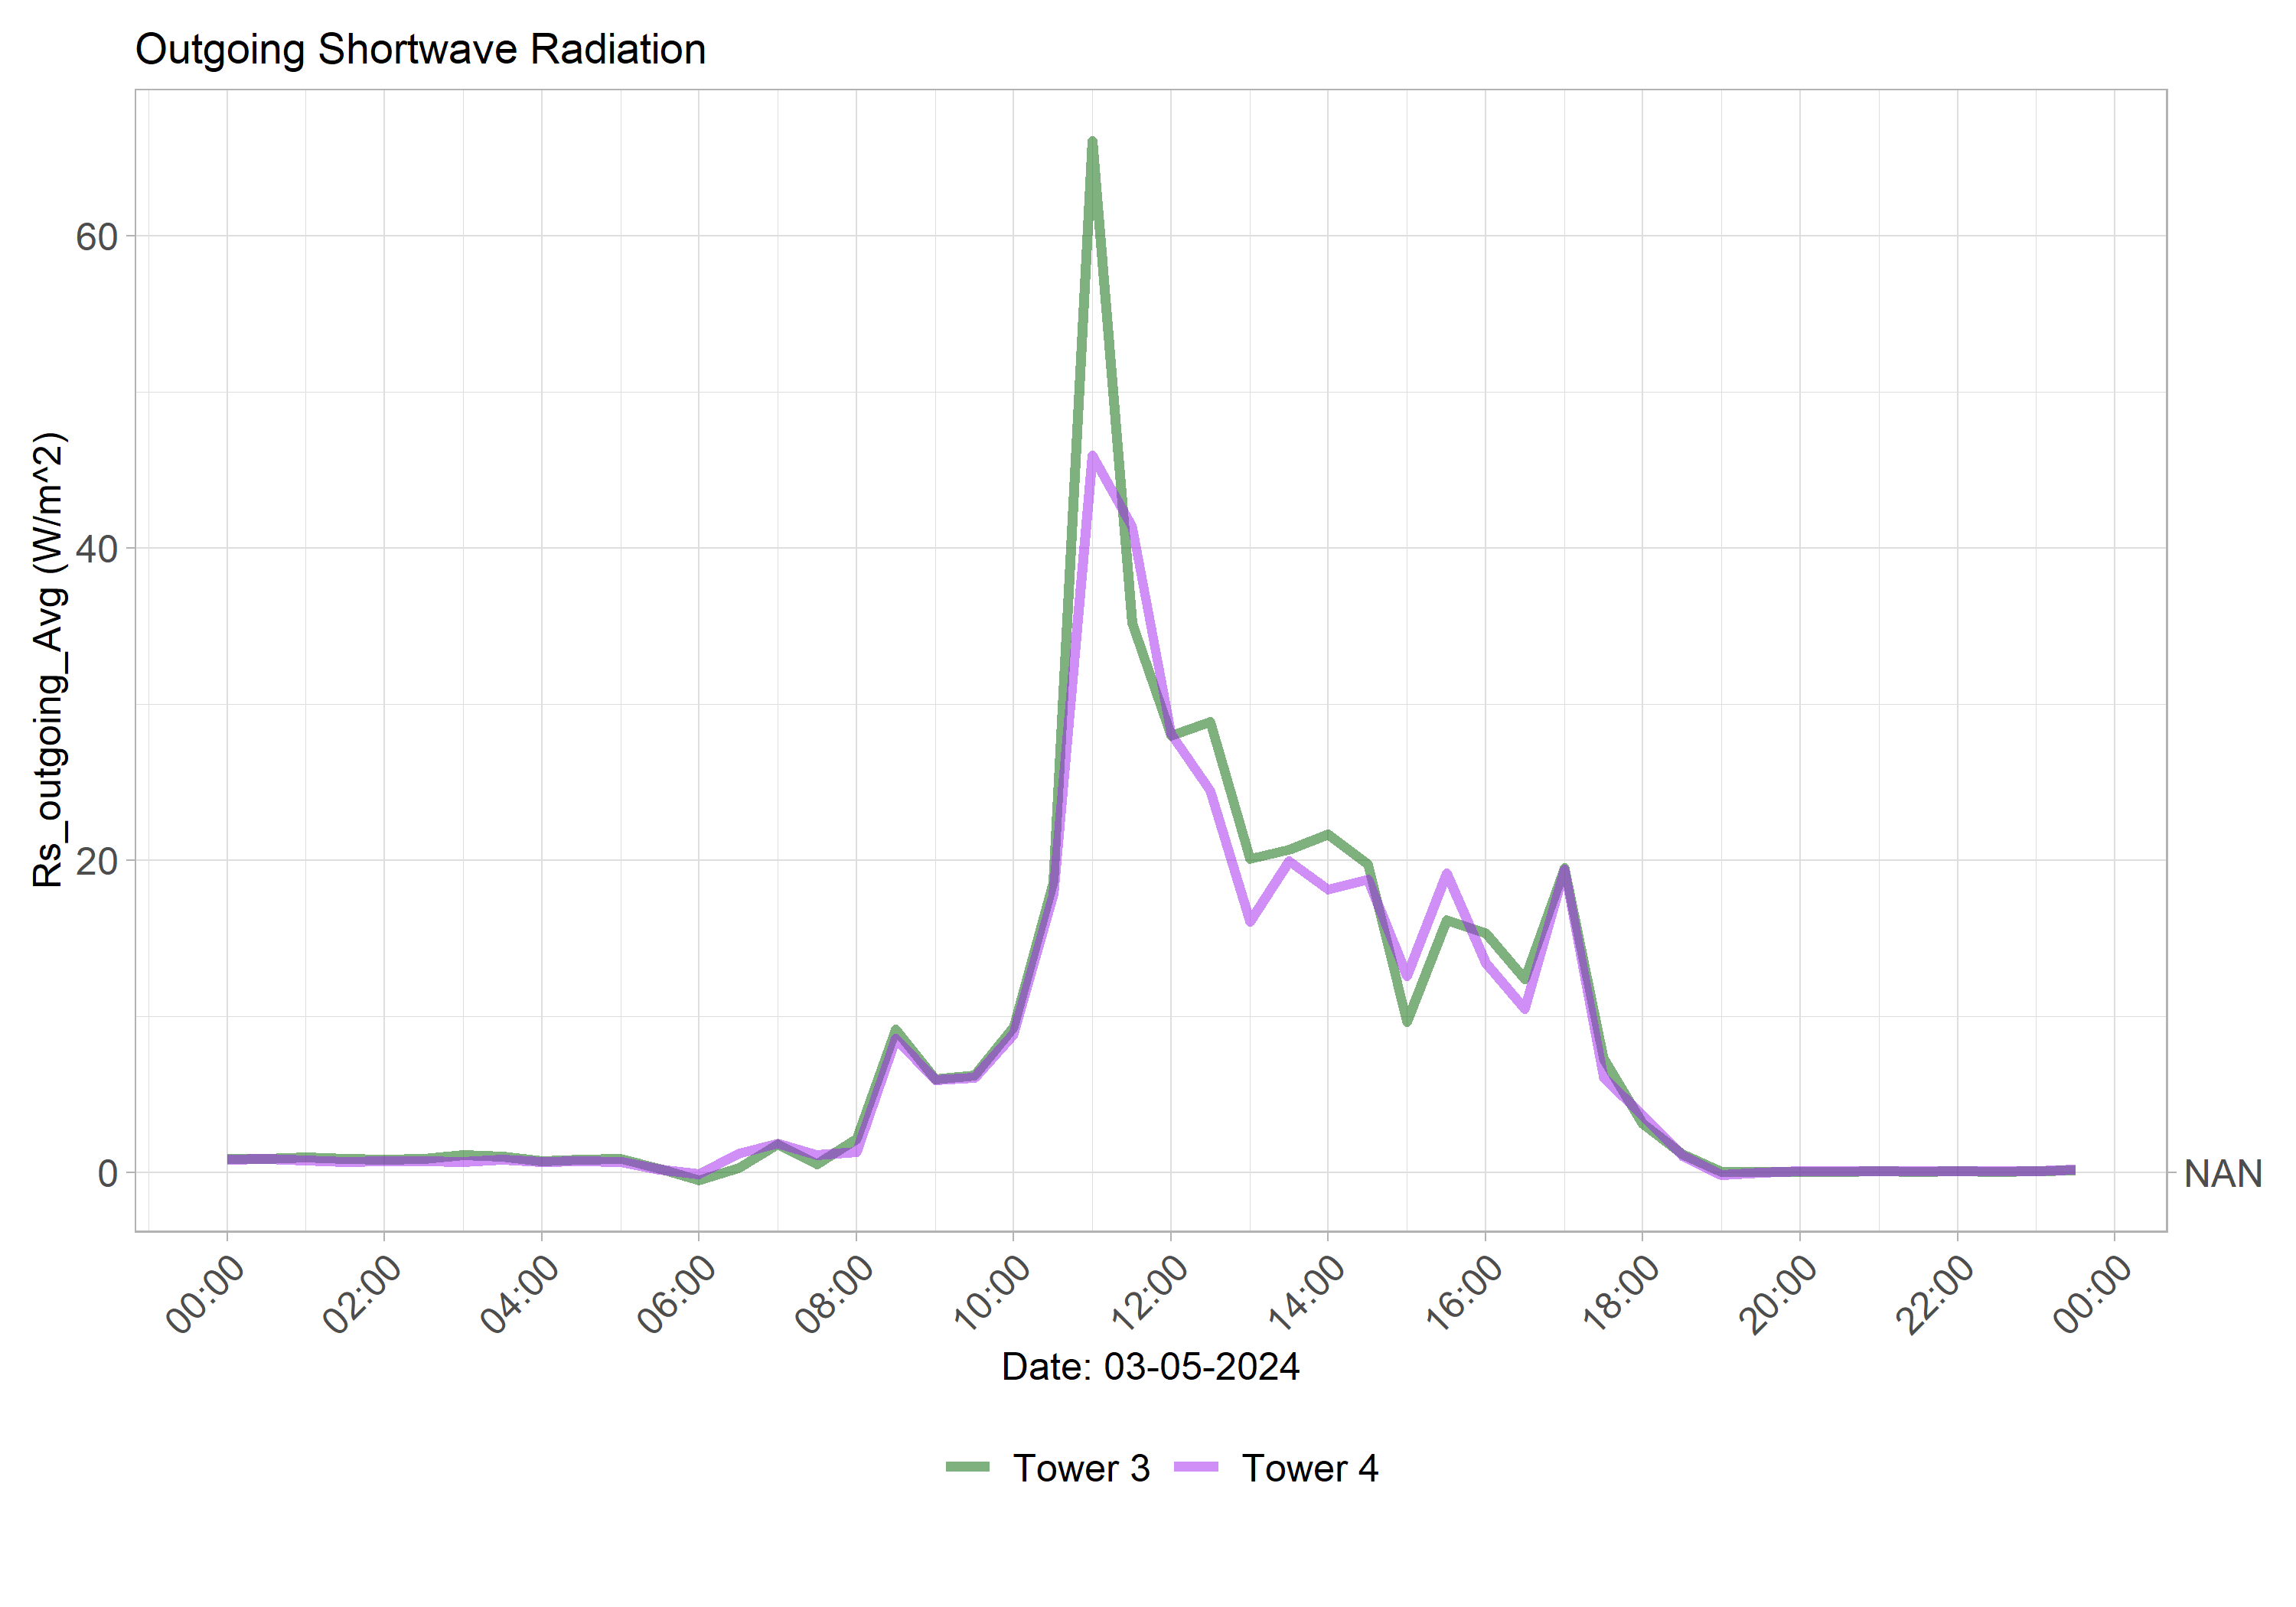 Outgoing Shortwave Radiation
Rs_outgoing_Avg (W/m^2)
60
40
20
0
NAN
00:00
02:00
04:00
06:00
08:00
10:00
12:00
14:00
16:00
18:00
20:00
22:00
00:00
Date: 03-05-2024
Tower 3
Tower 4